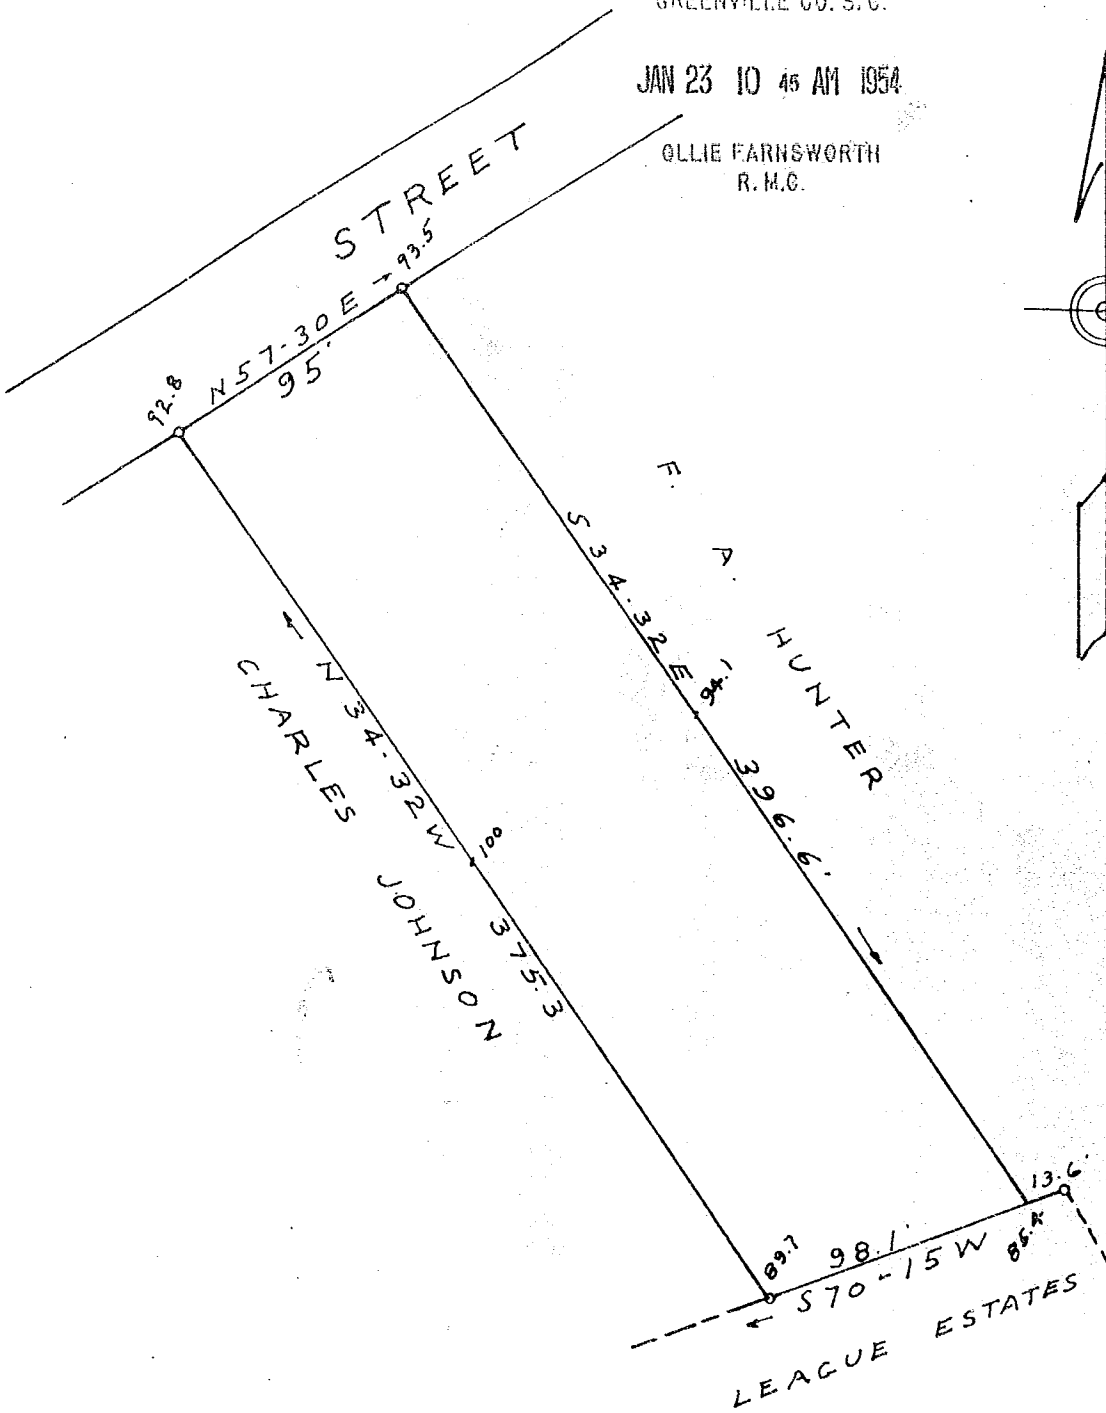 GREENVILLE CO. S. C.
JAN 23 10 45 AM 1954
OLLIE FARNSWORTH
R. M. C.
STREET
93.5
N 57-30 E
95'
92.8
F. A. HUNTER
S 34.32 E
94.1
396.6'
N 34.32 W
CHARLES JOHNSON
100
375.3
13.6'
98.1'
S 70-15 W
89.7
LEAGUE ESTATES